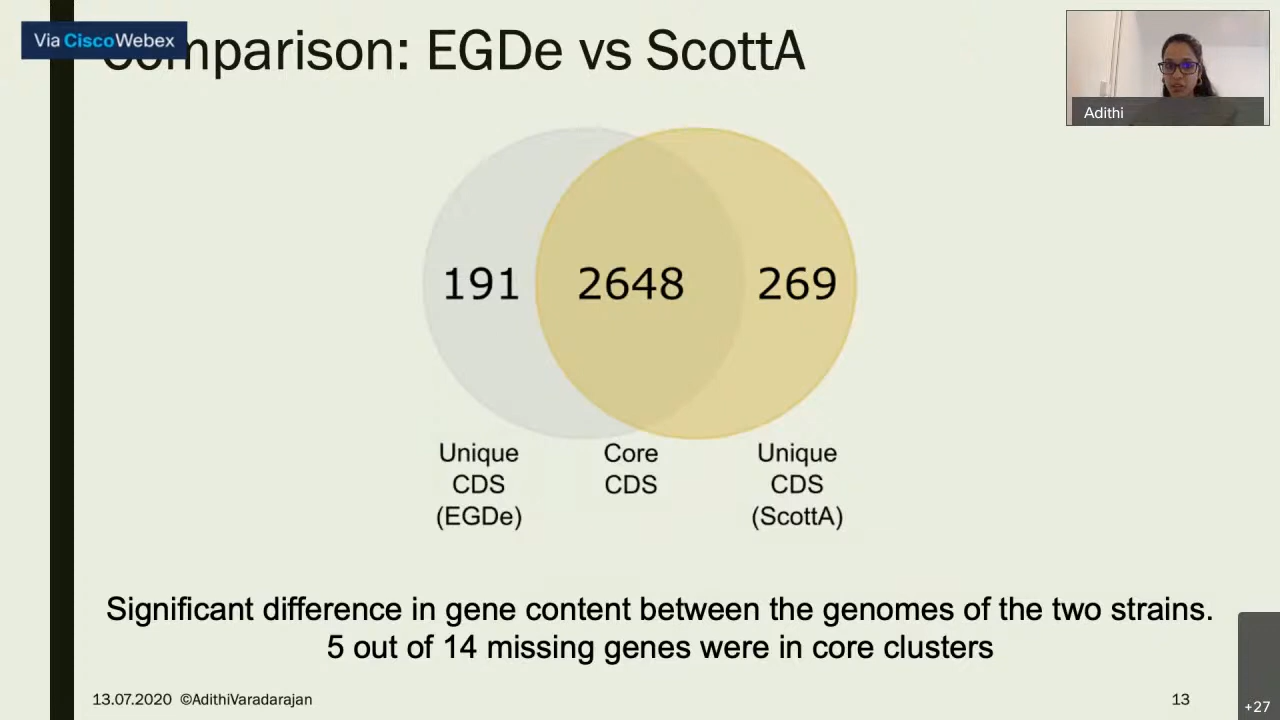 Via Cisco Webex
Comparison: EGDe vs ScottA
Adithi
191
2648
269
Unique
CDS
(EGDe)
Core
CDS
Unique
CDS
(ScottA)
Significant difference in gene content between the genomes of the two strains.
5 out of 14 missing genes were in core clusters
13.07.2020 ©AdithiVaradarajan
13
+27